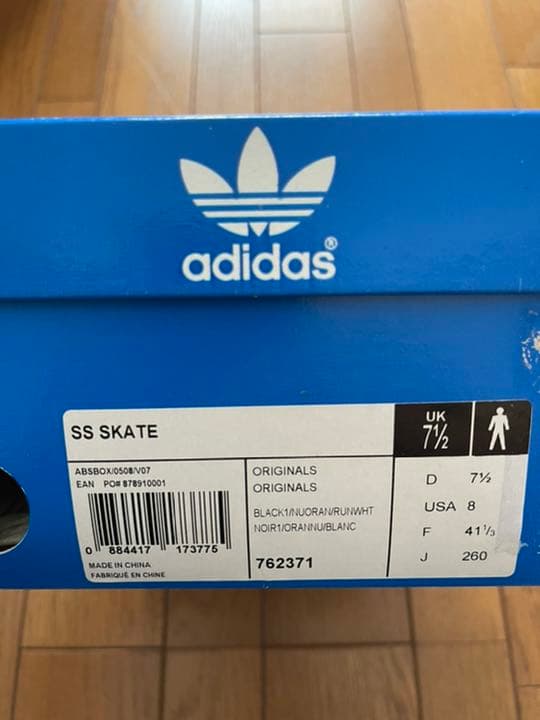 adidas®
SS SKATE
UK
7½
ABSBOX/0508/V07
EAN PO# 878910001
0 884417 173775
MADE IN CHINA
FABRIQUÉ EN CHINE
ORIGINALS
ORIGINALS
BLACK1/NUORAN/RUNWHT
NOIR1/ORANNU/BLANC
762371
D 7½
USA 8
F 41⅓
J 260